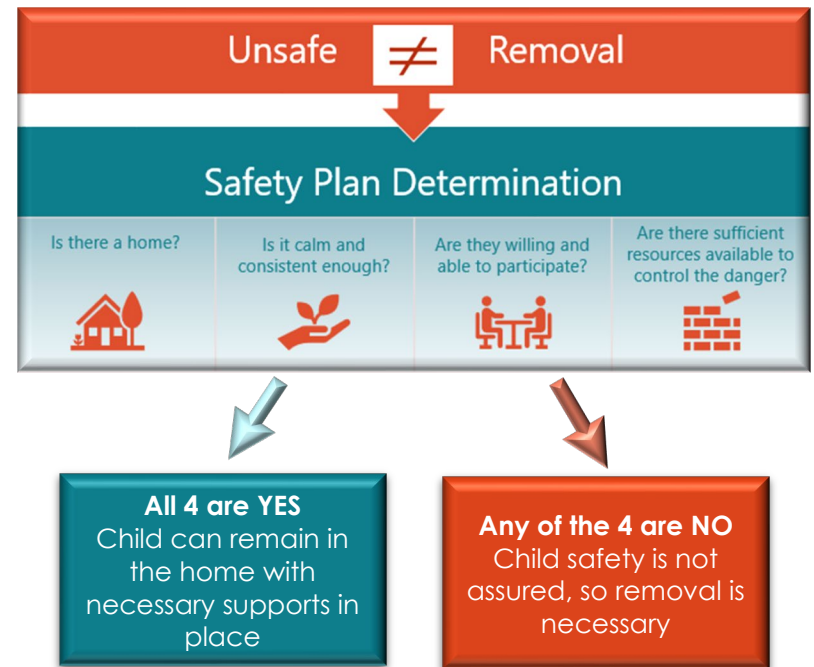 Unsafe ≠ Removal
Safety Plan Determination
Is there a home?
Is it calm and
consistent enough?
Are they willing and
able to participate?
Are there sufficient
resources available to
control the danger?
All 4 are YES
Child can remain in
the home with
necessary supports in
place
Any of the 4 are NO
Child safety is not
assured, so removal is
necessary